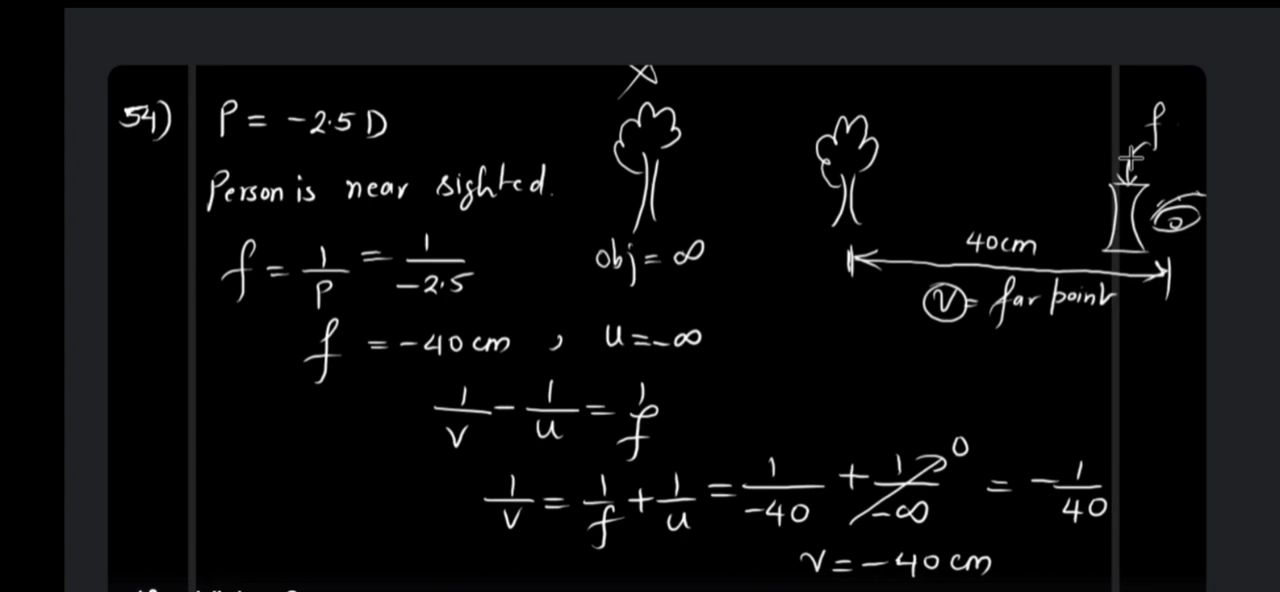 54) P = -2.5 D
Person is near sighted.
f = 1/P = 1/-2.5
obj = ∞
f
40cm
v = far point
f = -40 cm , u = -∞
1/v - 1/u = 1/f
1/v = 1/f + 1/u = 1/-40 + 1/-∞ 0 = -1/40
v = -40 cm